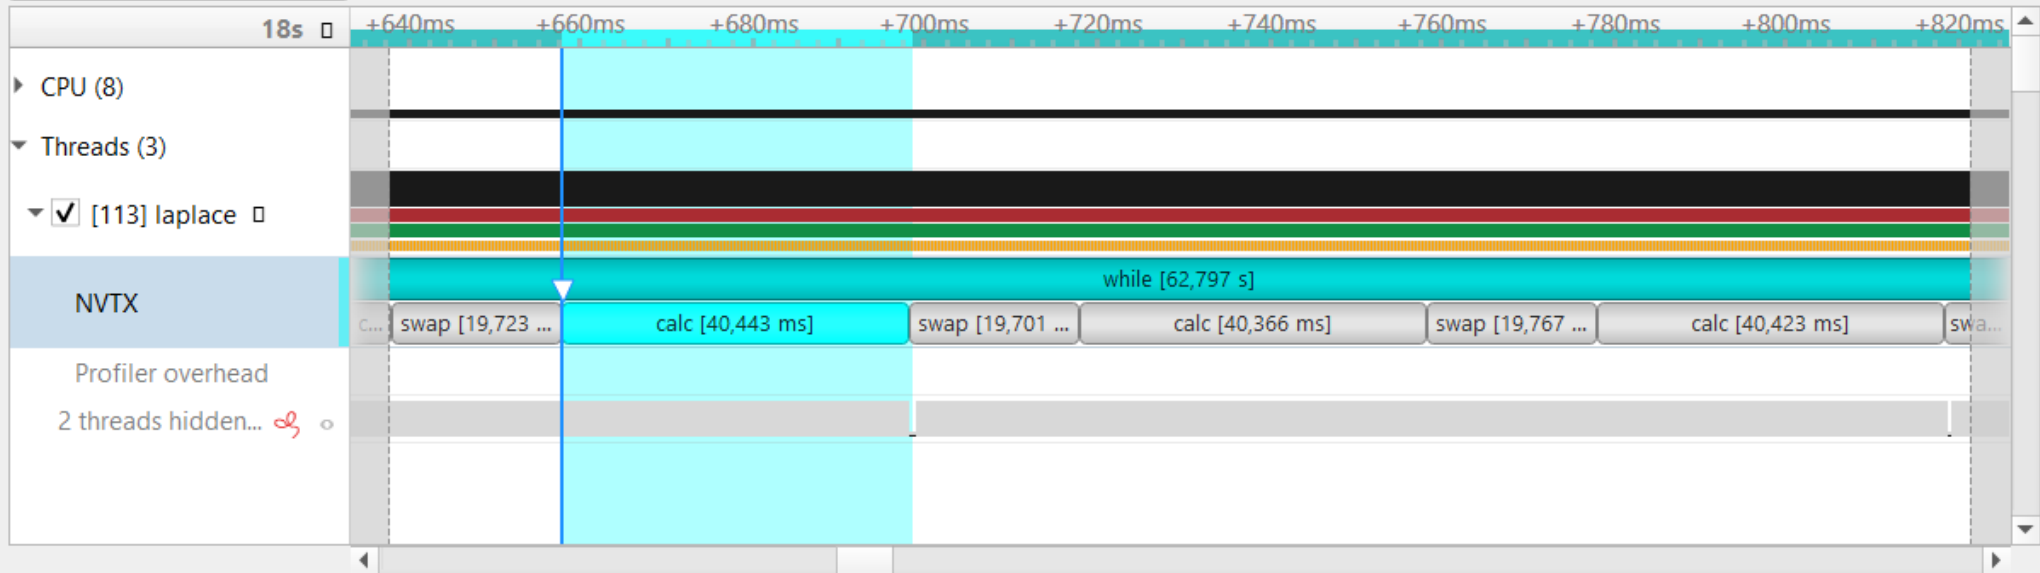 18s +640ms +660ms +680ms +700ms +720ms +740ms +760ms +780ms +800ms +820ms
CPU (8)
Threads (3)
[113] laplace
while [62,797 s]
NVTX
c... swap [19,723 ... calc [40,443 ms] swap [19,701 ... calc [40,366 ms] swap [19,767 ... calc [40,423 ms] swa...
Profiler overhead
2 threads hidden...